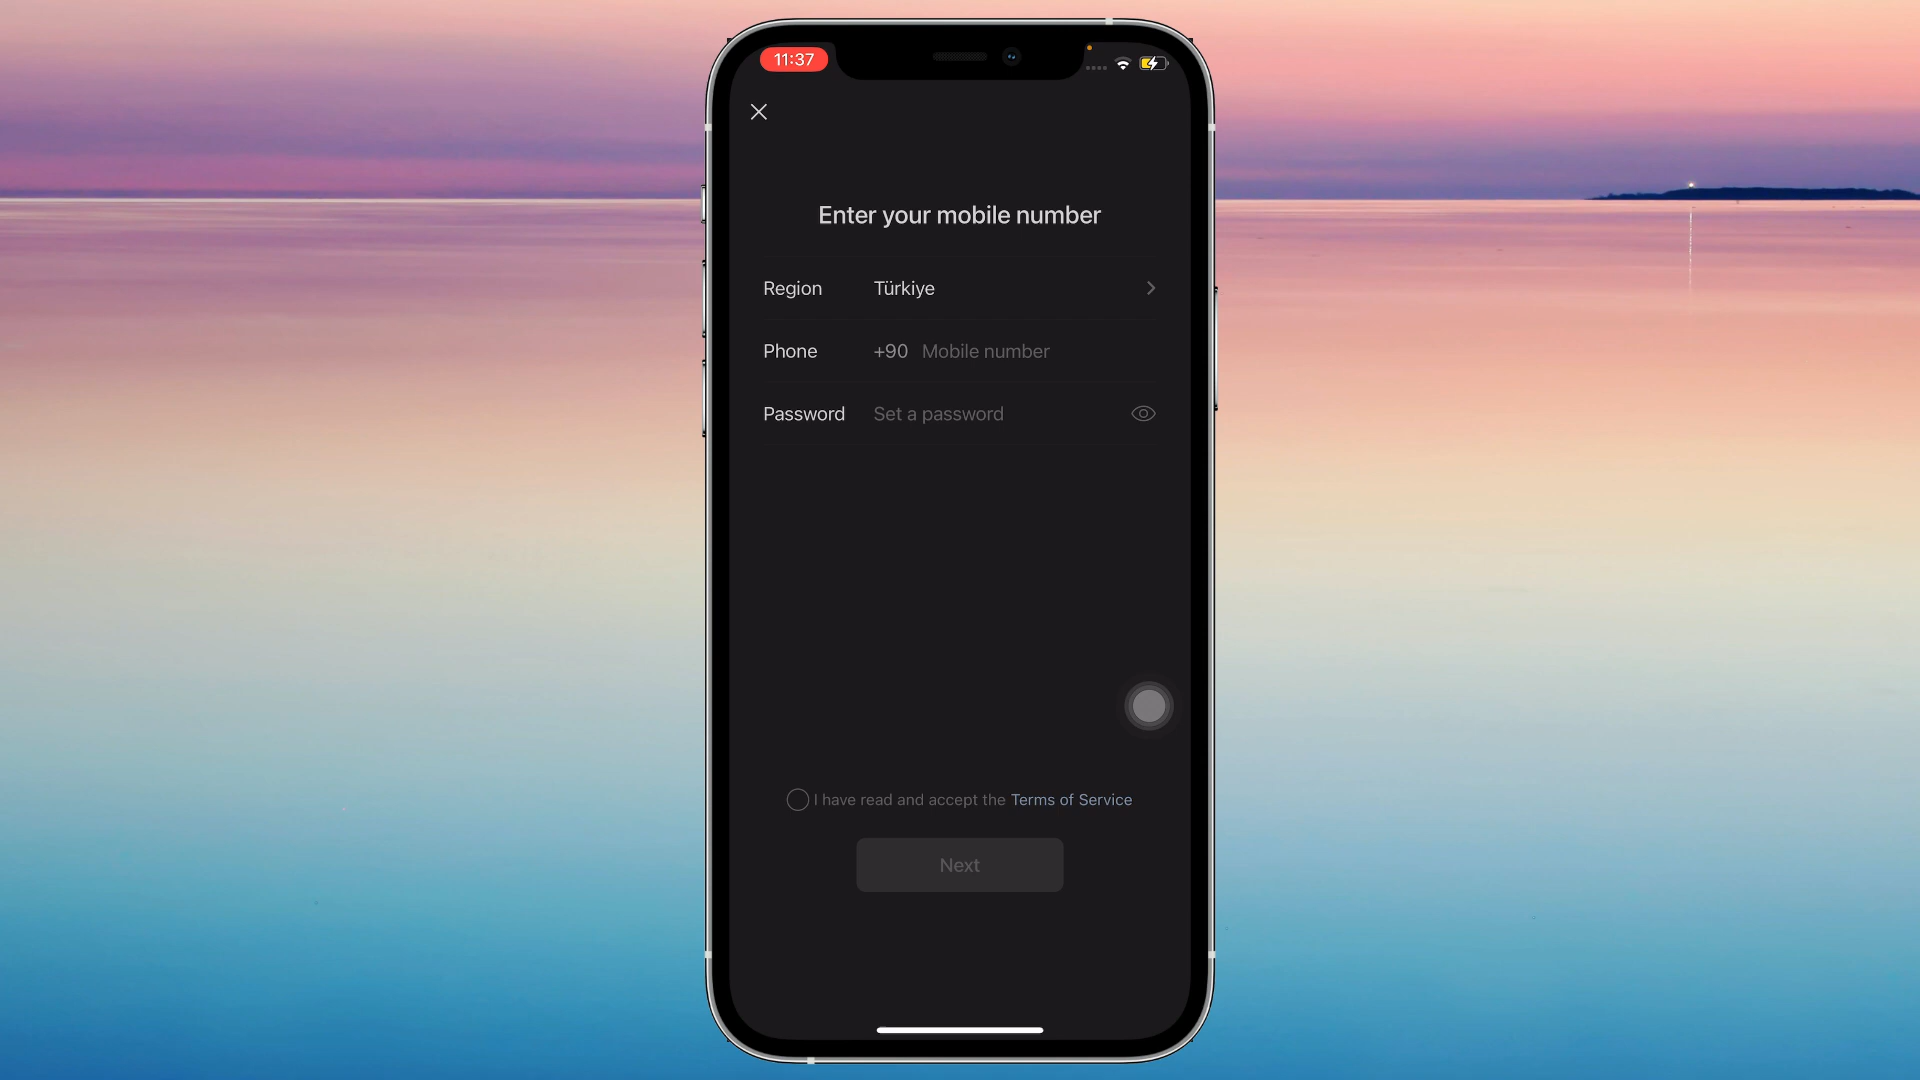 11:37
Enter your mobile number
Region Türkiye
Phone +90 Mobile number
Password Set a password
I have read and accept the Terms of Service
Next